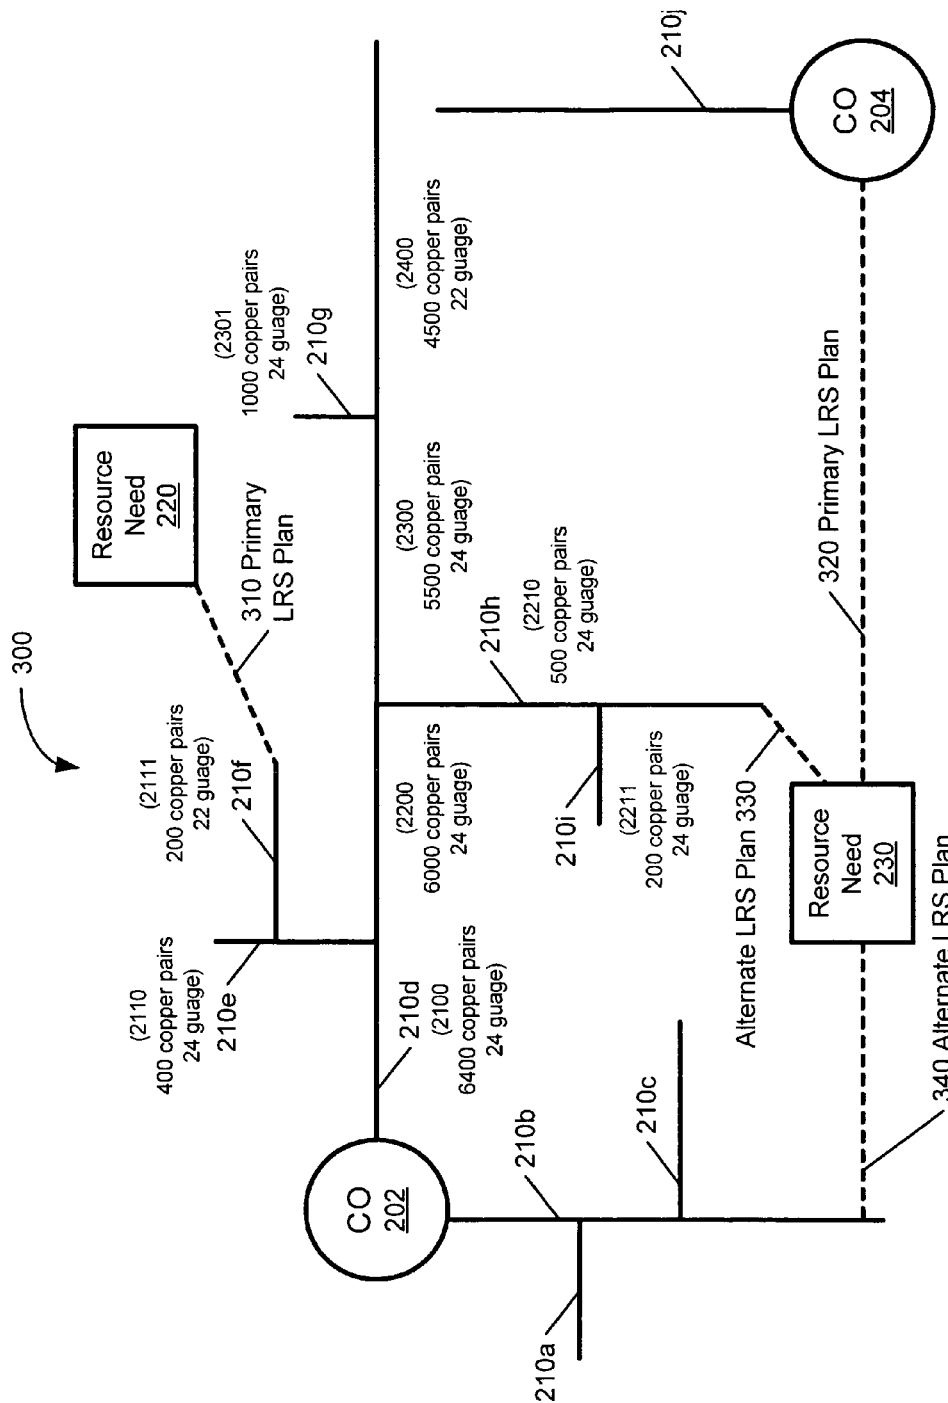 300
Resource
Need
220
310 Primary
LRS Plan
(2110
400 copper pairs
24 guage)
210e
(2111
200 copper pairs
22 guage)
210f
(2301
1000 copper pairs
24 guage)
210g
CO
202
210d
(2100
6400 copper pairs
24 guage)
(2200
6000 copper pairs
24 guage)
(2300
5500 copper pairs
24 guage)
(2400
4500 copper pairs
22 guage)
210j
210h
(2210
500 copper pairs
24 guage)
210i
(2211
200 copper pairs
24 guage)
210a
210b
210c
Alternate LRS Plan 330
Resource
Need
230
320 Primary LRS Plan
CO
204
340 Alternate LRS Plan